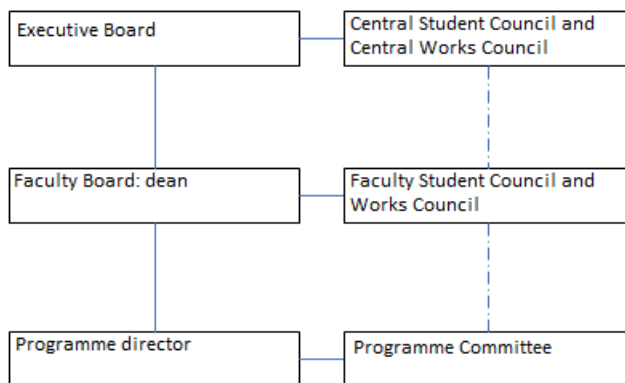 Executive Board
Central Student Council and
Central Works Council
Faculty Board: dean
Faculty Student Council and
Works Council
Programme director
Programme Committee